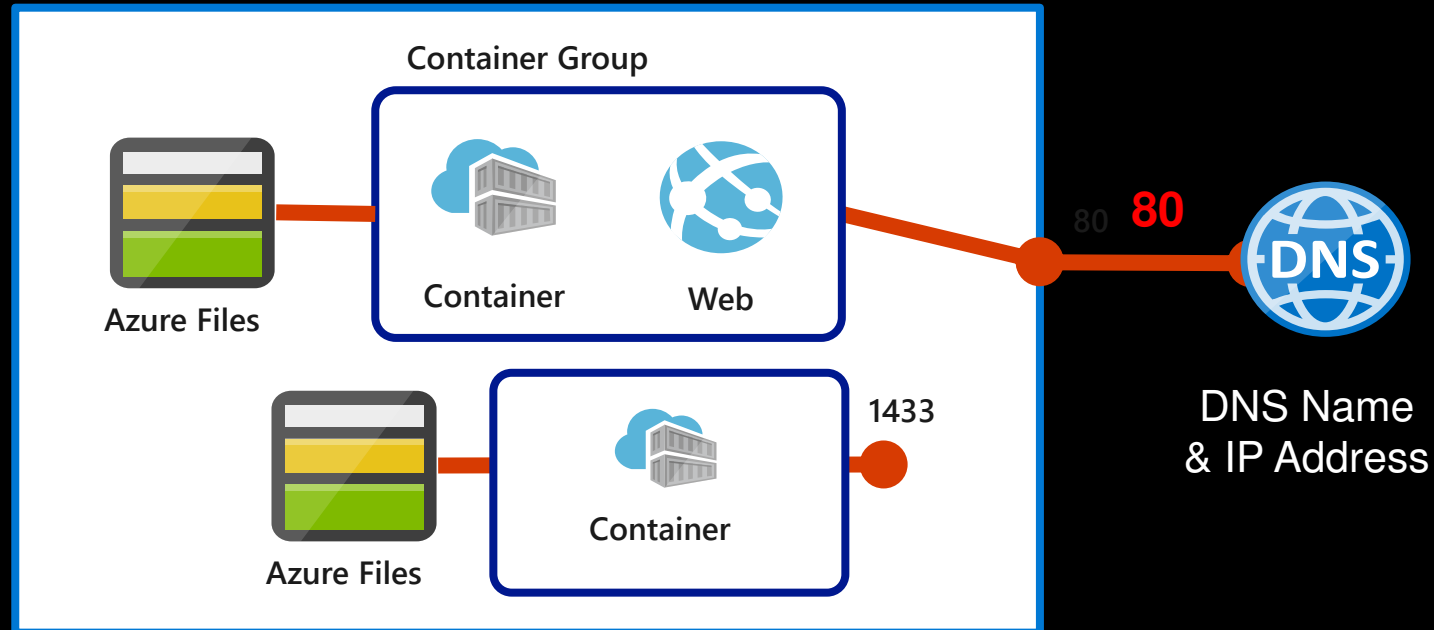 Container Group
Container
Web
Azure Files
80
80
DNS
DNS Name
& IP Address
1433
Container
Azure Files